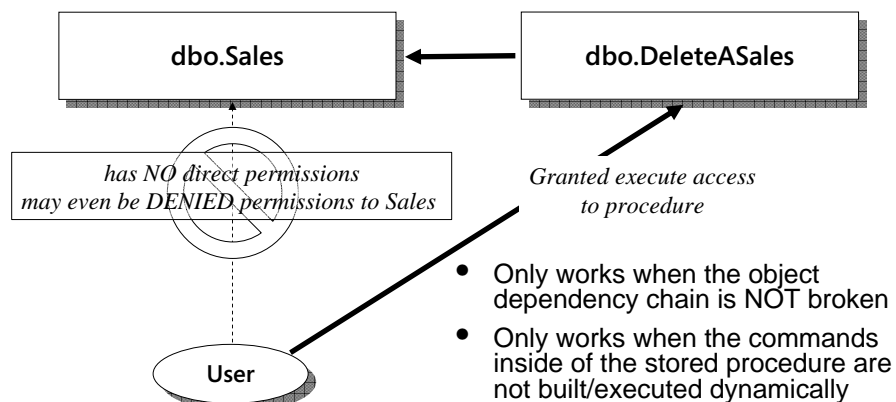 dbo.Sales
dbo.DeleteASales
has NO direct permissions
may even be DENIED permissions to Sales
Granted execute access
to procedure
• Only works when the object
dependency chain is NOT broken
• Only works when the commands
inside of the stored procedure are
not built/executed dynamically
User